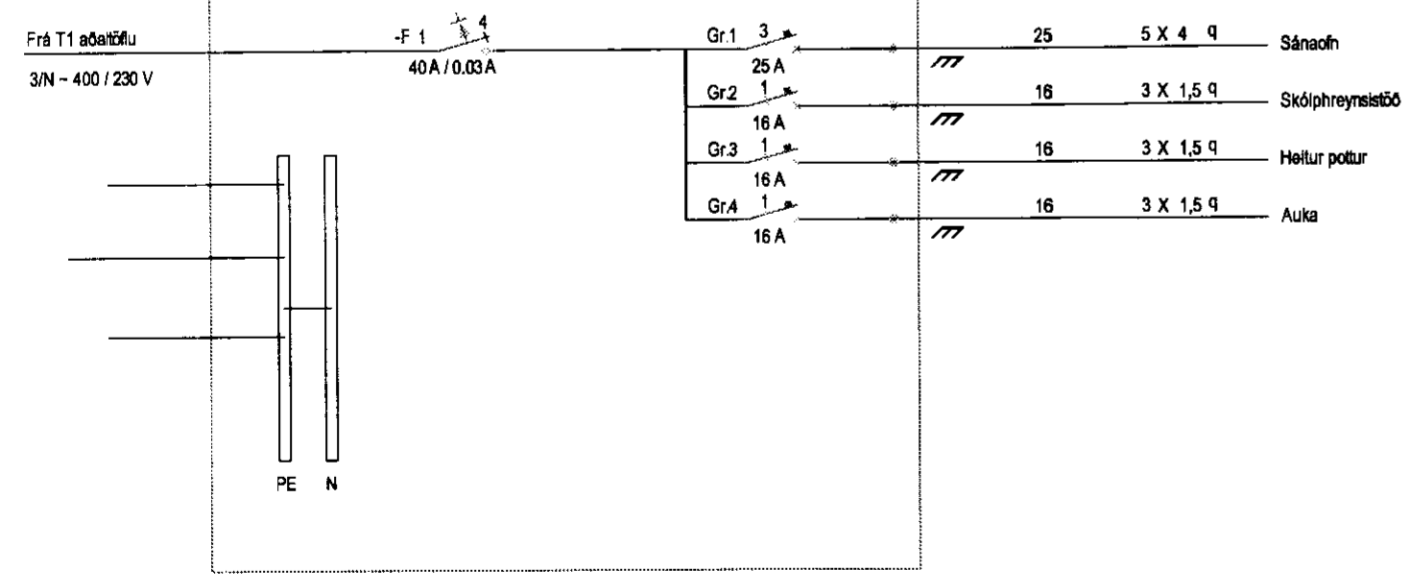 Frá T1 aðaltöflu
3/N ~ 400 / 230 V
-F 1
4
40 A / 0.03 A
Gr.1 3 25 5 X 4 q Sánaofn
25 A
Gr.2 1 16 3 X 1,5 q Skólphreynsistöð
16 A
Gr.3 1 16 3 X 1,5 q Heitur pottur
16 A
Gr.4 1 16 3 X 1,5 q Auka
16 A
PE N